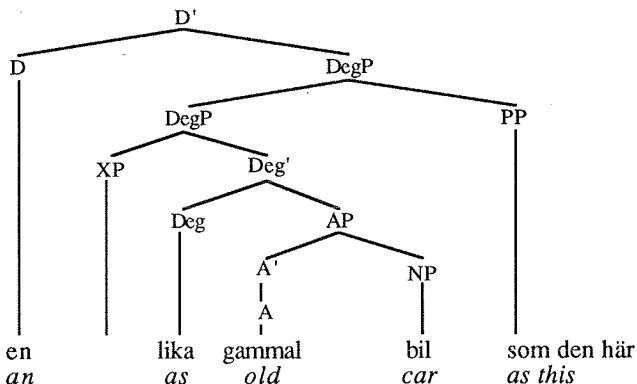 D'
D DegP
DegP PP
XP Deg'
Deg AP
A' NP
A
en lika gammal bil som den här
an as old car as this